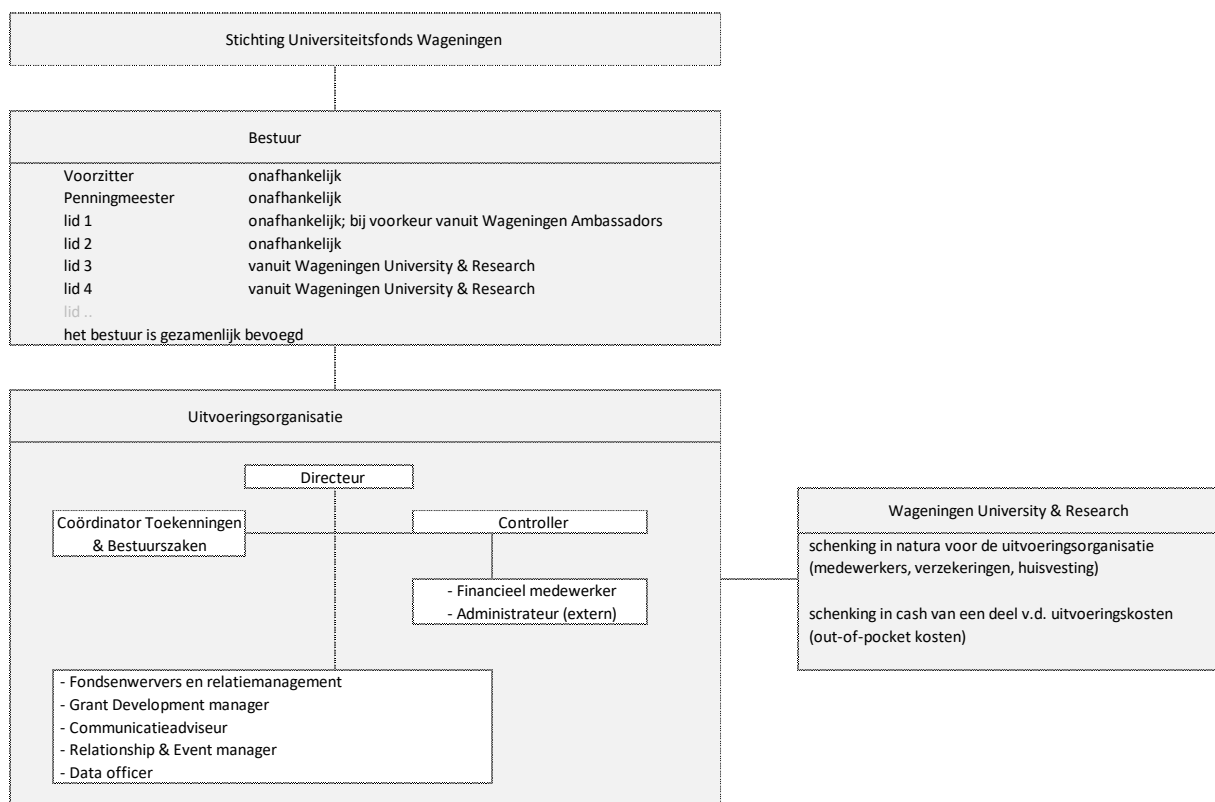 Stichting Universiteitsfonds Wageningen
Bestuur
Voorzitter onafhankelijk
Penningmeester onafhankelijk
lid 1 onafhankelijk; bij voorkeur vanuit Wageningen Ambassadors
lid 2 onafhankelijk
lid 3 vanuit Wageningen University & Research
lid 4 vanuit Wageningen University & Research
lid ..
het bestuur is gezamenlijk bevoegd
Uitvoeringsorganisatie
Directeur
Coördinator Toekenningen
& Bestuurszaken
Controller
- Financieel medewerker
- Administrateur (extern)
- Fondsenwervers en relatiemanagement
- Grant Development manager
- Communicatieadviseur
- Relationship & Event manager
- Data officer
Wageningen University & Research
schenking in natura voor de uitvoeringsorganisatie
(medewerkers, verzekeringen, huisvesting)
schenking in cash van een deel v.d. uitvoeringskosten
(out-of-pocket kosten)